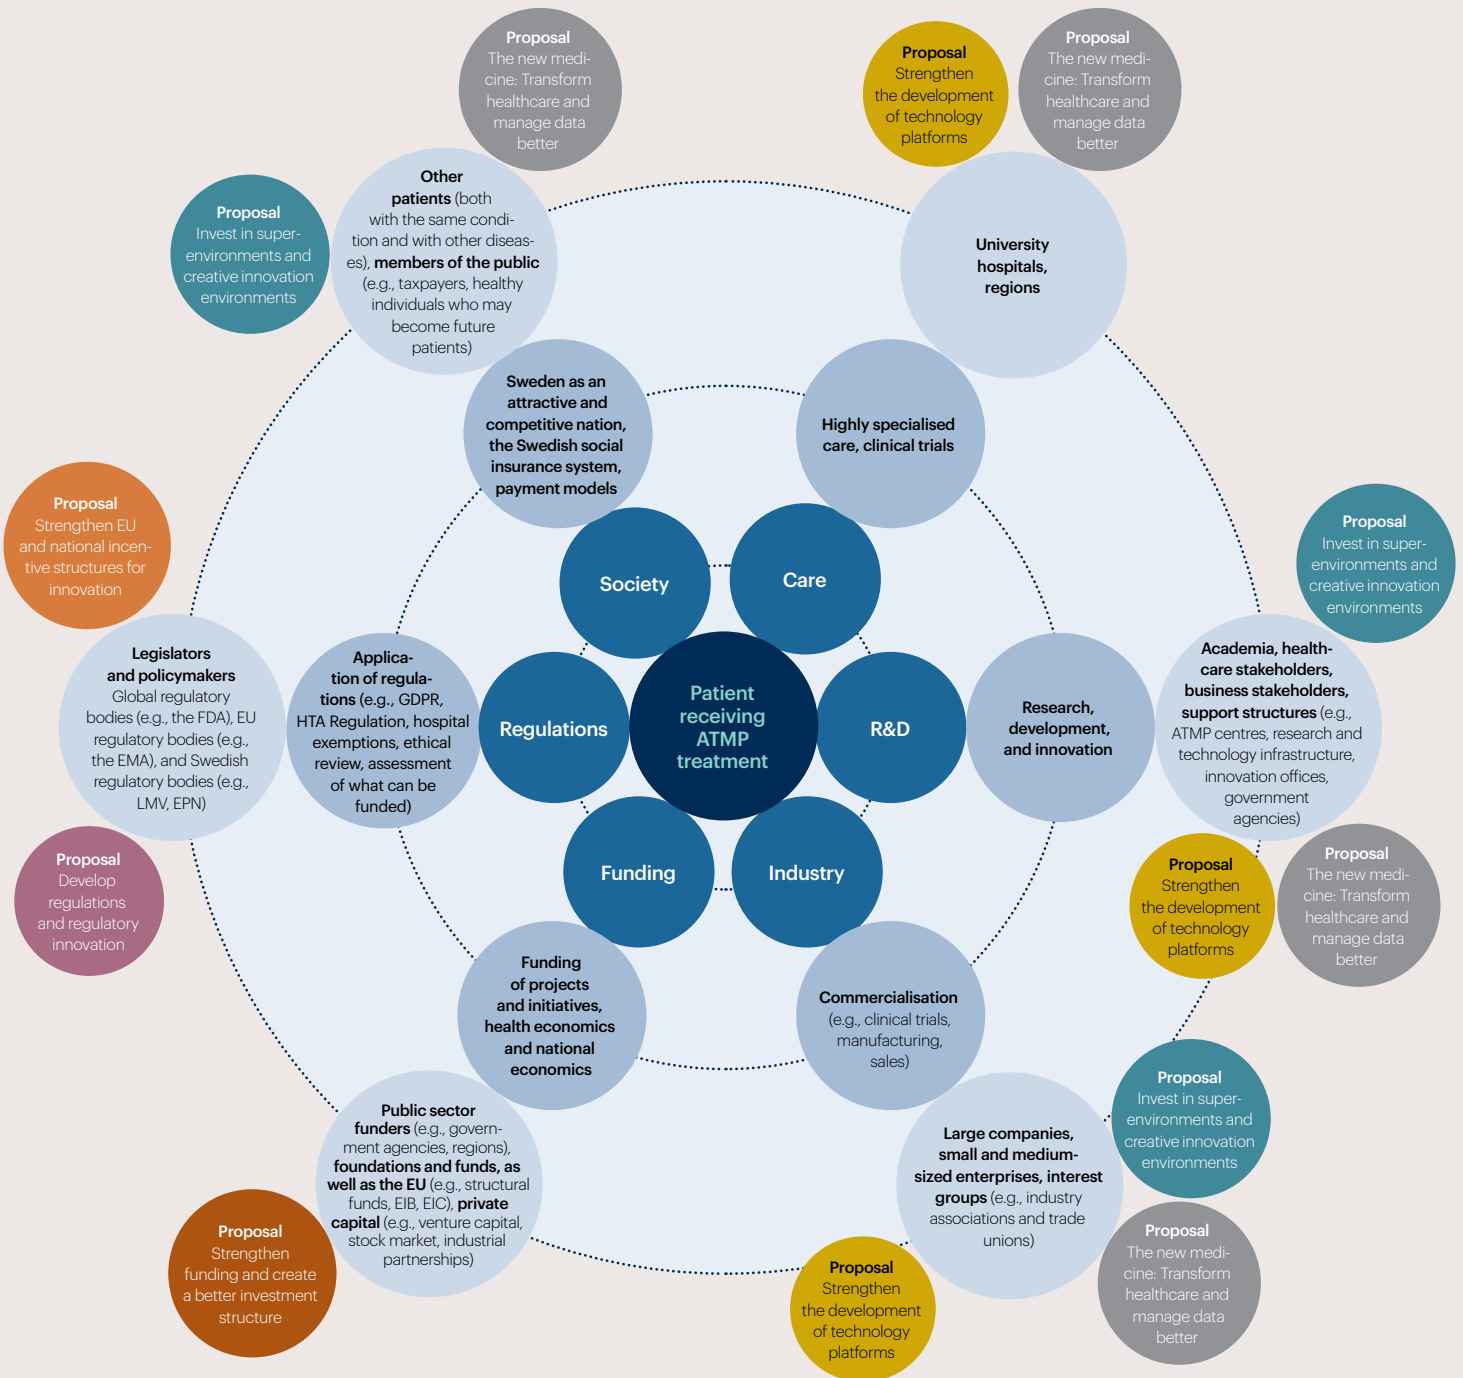 Proposal
The new medi-
cine: Transform
healthcare and
manage data
better
Proposal
Strengthen
the development
of technology
platforms
Proposal
The new medi-
cine: Transform
healthcare and
manage data
better
Proposal
Invest in super-
environments and
creative innovation
environments
Other
patients (both
with the same condi-
tion and with other diseas-
es), members of the public
(e.g., taxpayers, healthy
individuals who may
become future
patients)
University
hospitals,
regions
Sweden as an
attractive and
competitive nation,
the Swedish social
insurance system,
payment models
Highly specialised
care, clinical trials
Proposal
Strengthen EU
and national incen-
tive structures for
innovation
Society
Care
Proposal
Invest in super-
environments and
creative innovation
environments
Legislators
and policymakers
Global regulatory
bodies (e.g., the FDA), EU
regulatory bodies (e.g.,
the EMA), and Swedish
regulatory bodies (e.g.,
LMV, EPN)
Applica-
tion of regula-
tions (e.g., GDPR,
HTA Regulation, hospital
exemptions, ethical
review, assessment
of what can be
funded)
Regulations
Patient
receiving
ATMP
treatment
R&D
Research,
development,
and innovation
Academia, health-
care stakeholders,
business stakeholders,
support structures (e.g.,
ATMP centres, research and
technology infrastructure,
innovation offices,
government
agencies)
Proposal
Develop
regulations
and regulatory
innovation
Funding
Industry
Proposal
Strengthen
the development
of technology
platforms
Proposal
The new medi-
cine: Transform
healthcare and
manage data
better
Funding
of projects
and initiatives,
health economics
and national
economics
Commercialisation
(e.g., clinical trials,
manufacturing,
sales)
Public sector
funders (e.g., govern-
ment agencies, regions),
foundations and funds, as
well as the EU (e.g., structural
funds, EIB, EIC), private
capital (e.g., venture capital,
stock market, industrial
partnerships)
Large companies,
small and medium-
sized enterprises, interest
groups (e.g., industry
associations and trade
unions)
Proposal
Invest in super-
environments and
creative innovation
environments
Proposal
Strengthen
funding and create
a better investment
structure
Proposal
Strengthen
the development
of technology
platforms
Proposal
The new medi-
cine: Transform
healthcare and
manage data
better